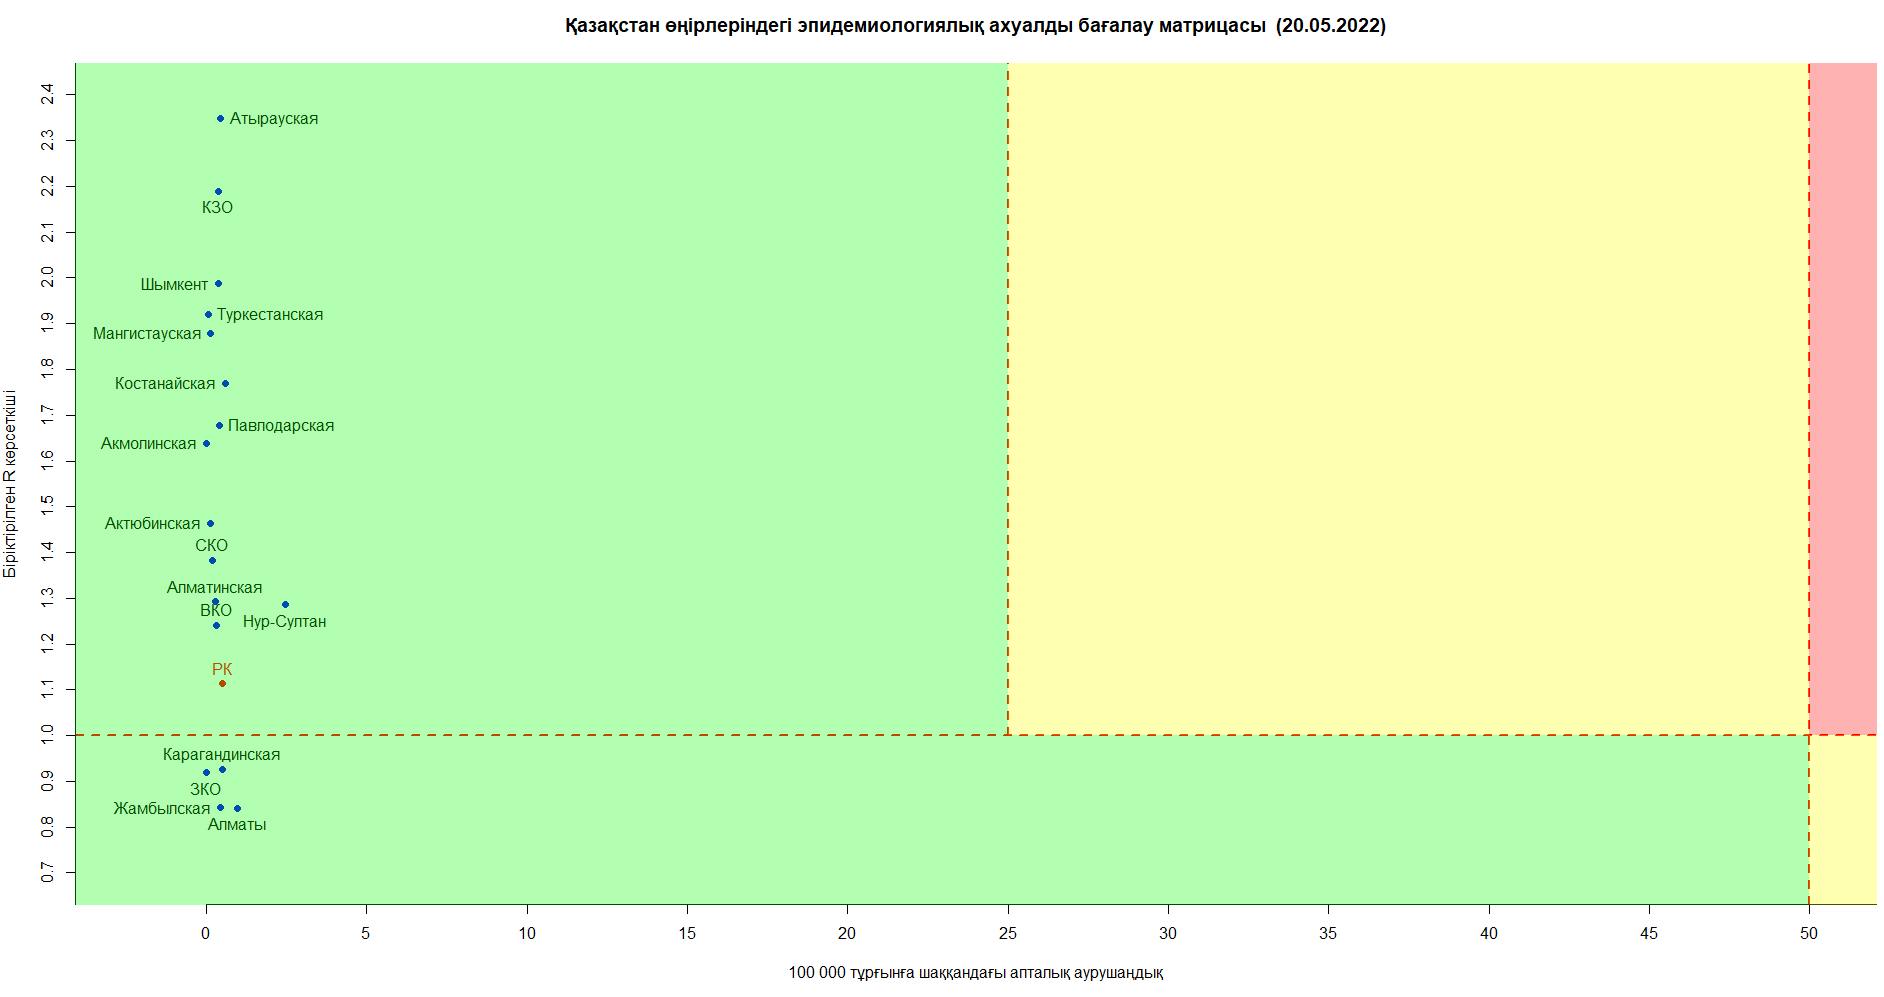 Қазақстан өңірлеріндегі эпидемиологиялық ахуалды бағалау матрицасы (20.05.2022)
Біріктірілген R көрсеткіші
2.4
2.3
2.2
2.1
2.0
1.9
1.8
1.7
1.6
1.5
1.4
1.3
1.2
1.1
1.0
0.9
0.8
0.7
Атырауская
КЗО
Шымкент
Туркестанская
Мангистауская
Костанайская
Павлодарская
Акмолинская
Актюбинская
СКО
Алматинская
ВКО
Нур-Султан
РК
Карагандинская
ЗКО
Жамбылская
Алматы
0 5 10 15 20 25 30 35 40 45 50
100 000 тұрғынға шаққандағы апталық аурушаңдық